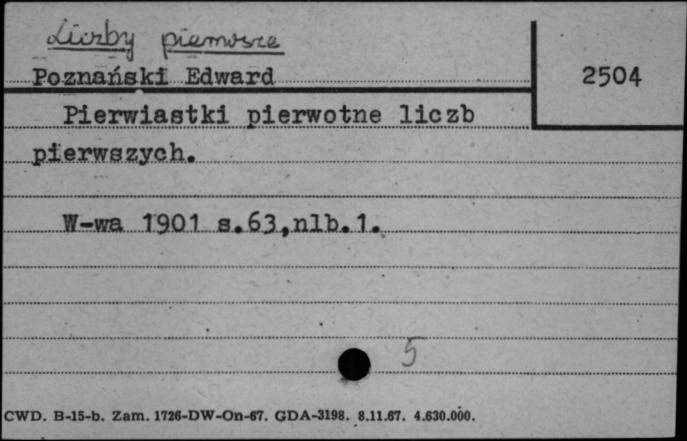 Liczby pierwsze
Poznański Edward
2504
Pierwiastki pierwotne liczb
pierwszych.
W-wa 1901 s.63,nlb.1.
5
CWD. B-15-b. Zam. 1726-DW-On-67. GDA-3198. 8.11.67. 4.630.000.